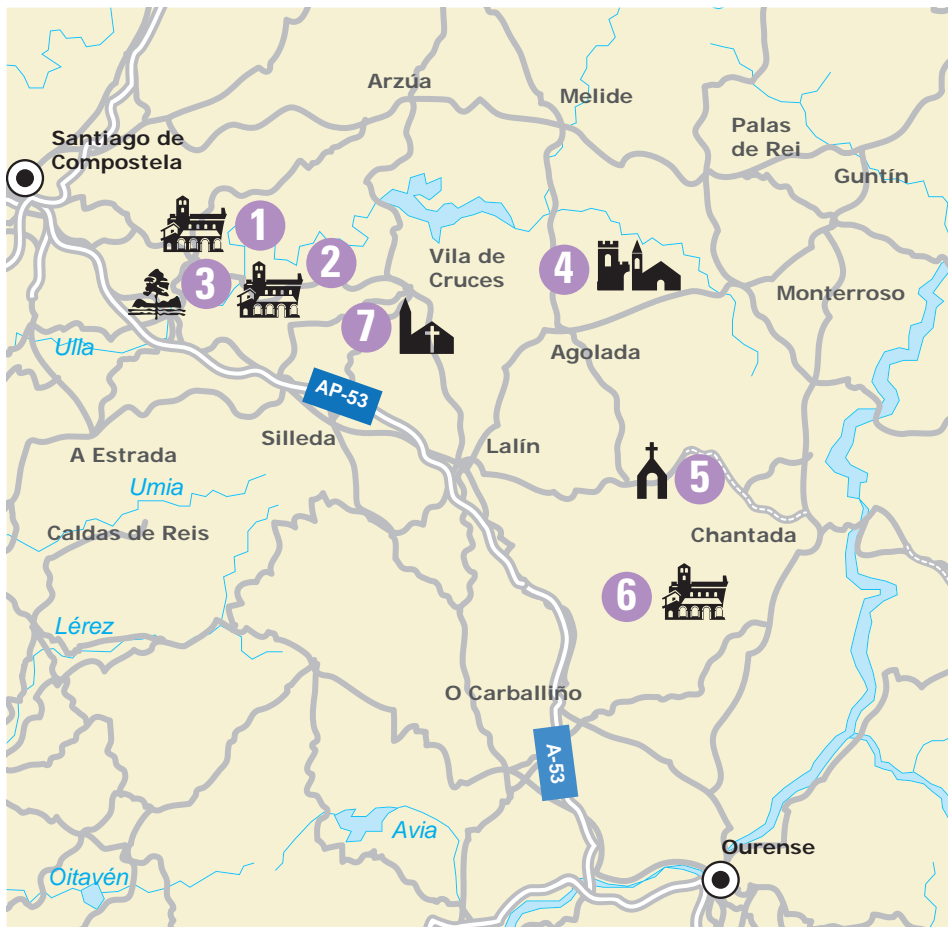 Arzúa
Melide
Santiago de
Compostela
Palas
de Rei
Guntín
1
2
3
Vila de
Cruces
4
Monterroso
7
Ulla
Agolada
AP-53
Silleda
Lalín
A Estrada
5
Umia
Caldas de Reis
Chantada
6
Lérez
O Carballiño
A-53
Avia
Ourense
Oitavén